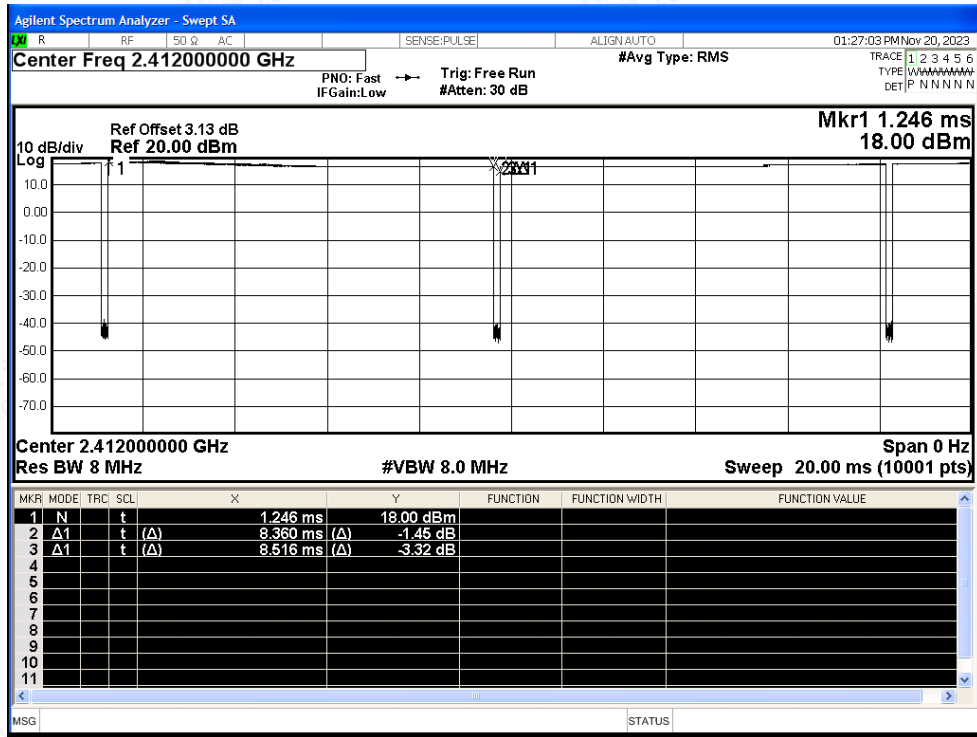 Agilent Spectrum Analyzer - Swept SA
LXI R RF 50 Ω AC SENSE:PULSE ALIGN AUTO 01:27:03 PM Nov 20, 2023
Center Freq 2.412000000 GHz #Avg Type: RMS TRACE 1 2 3 4 5 6
PNO: Fast Trig: Free Run TYPE WWWWWW
IFGain:Low #Atten: 30 dB DET P N N N N N
Mkr1 1.246 ms
Ref Offset 3.13 dB
10 dB/div Ref 20.00 dBm 18.00 dBm
Log
1
10.0
0.00
-10.0
-20.0
-30.0
-40.0
-50.0
-60.0
-70.0
Center 2.412000000 GHz Span 0 Hz
Res BW 8 MHz #VBW 8.0 MHz Sweep 20.00 ms (10001 pts)
MKR MODE TRC SCL X Y FUNCTION FUNCTION WIDTH FUNCTION VALUE
1 N t 1.246 ms 18.00 dBm
2 Δ1 t (Δ) 8.360 ms (Δ) -1.45 dB
3 Δ1 t (Δ) 8.516 ms (Δ) -3.32 dB
4
5
6
7
8
9
10
11
MSG STATUS